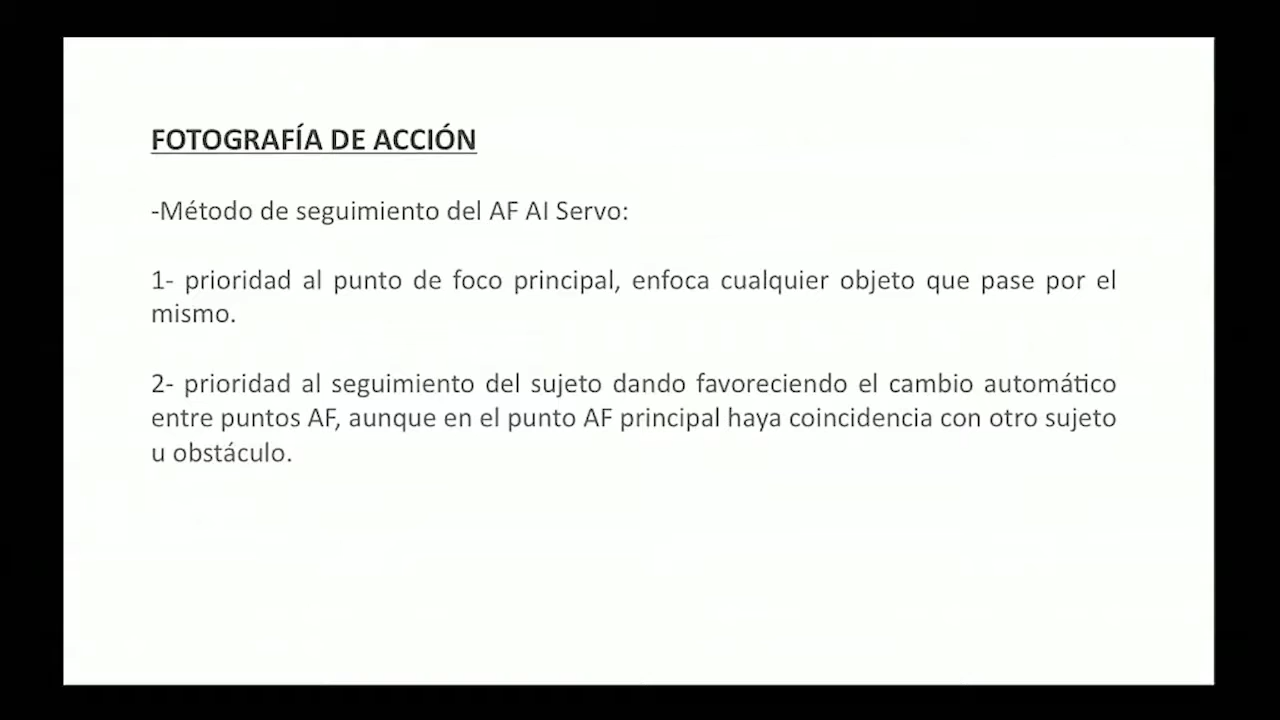 FOTOGRAFÍA DE ACCIÓN
-Método de seguimiento del AF AI Servo:
1- prioridad al punto de foco principal, enfoca cualquier objeto que pase por el
mismo.
2- prioridad al seguimiento del sujeto dando favoreciendo el cambio automático
entre puntos AF, aunque en el punto AF principal haya coincidencia con otro sujeto
u obstáculo.